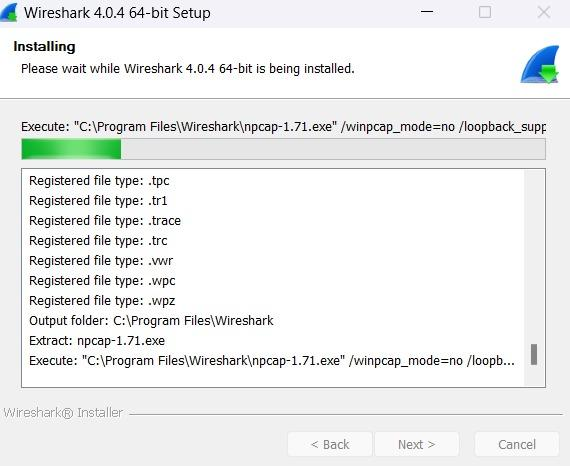 Wireshark 4.0.4 64-bit Setup
Installing
Please wait while Wireshark 4.0.4 64-bit is being installed.
Execute: "C:\Program Files\Wireshark\npcap-1.71.exe" /winpcap_mode=no /loopback_supp
Registered file type: .tpc
Registered file type: .tr1
Registered file type: .trace
Registered file type: .trc
Registered file type: .vwr
Registered file type: .wpc
Registered file type: .wpz
Output folder: C:\Program Files\Wireshark
Extract: npcap-1.71.exe
Execute: "C:\Program Files\Wireshark\npcap-1.71.exe" /winpcap_mode=no /loopb...
Wireshark® Installer
< Back Next > Cancel